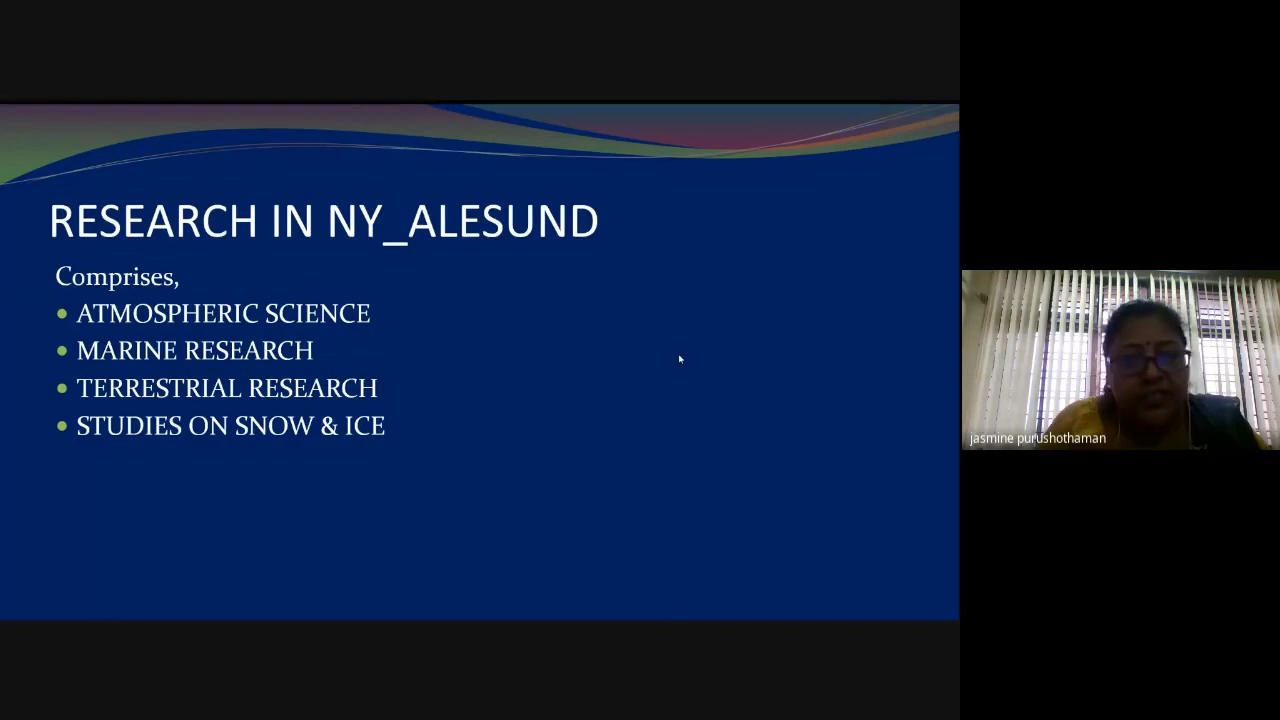 RESEARCH IN NY_ALESUND
Comprises,
• ATMOSPHERIC SCIENCE
• MARINE RESEARCH
• TERRESTRIAL RESEARCH
• STUDIES ON SNOW & ICE
jasmine purushothaman